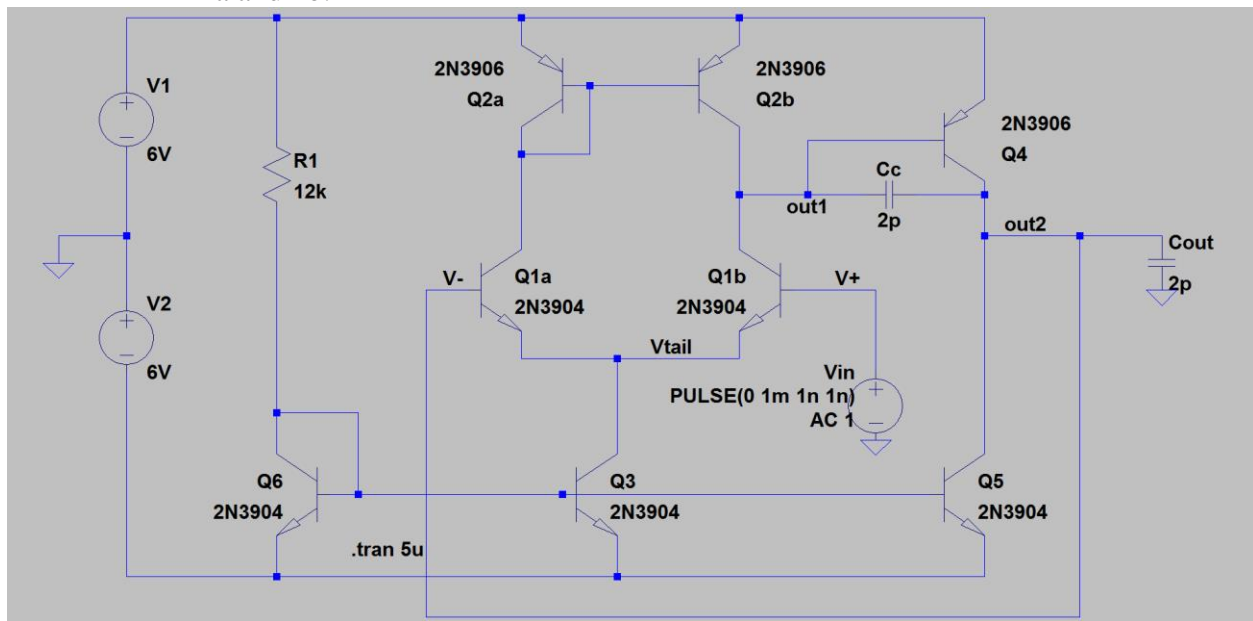 2N3906
Q2a
2N3906
Q2b
V1
6V
R1
12k
2N3906
Q4
Cc
2p
out1
out2
Cout
2p
V-
Q1a
2N3904
Q1b
2N3904
V+
V2
6V
Vtail
Vin
PULSE(0 1m 1n 1n)
AC 1
Q6
2N3904
Q3
2N3904
Q5
2N3904
.tran 5u